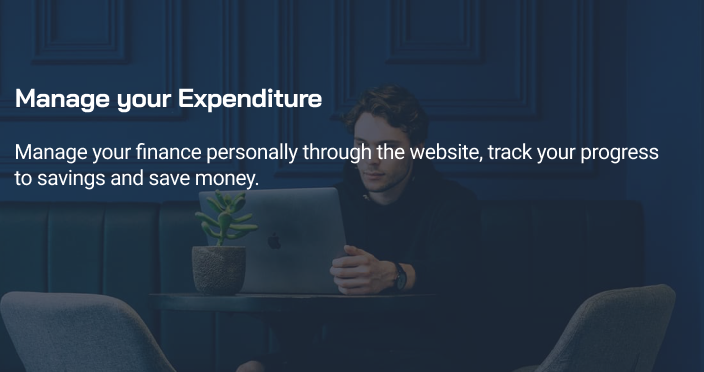 Manage your Expenditure
Manage your finance personally through the website, track your progress
to savings and save money.